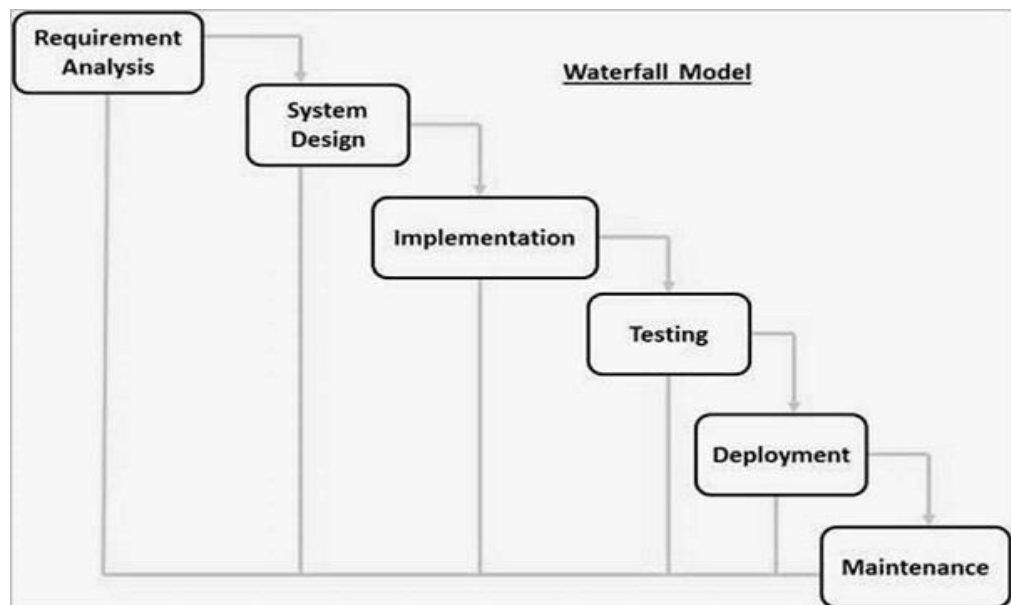 Requirement
Analysis
Waterfall Model
System
Design
Implementation
Testing
Deployment
Maintenance